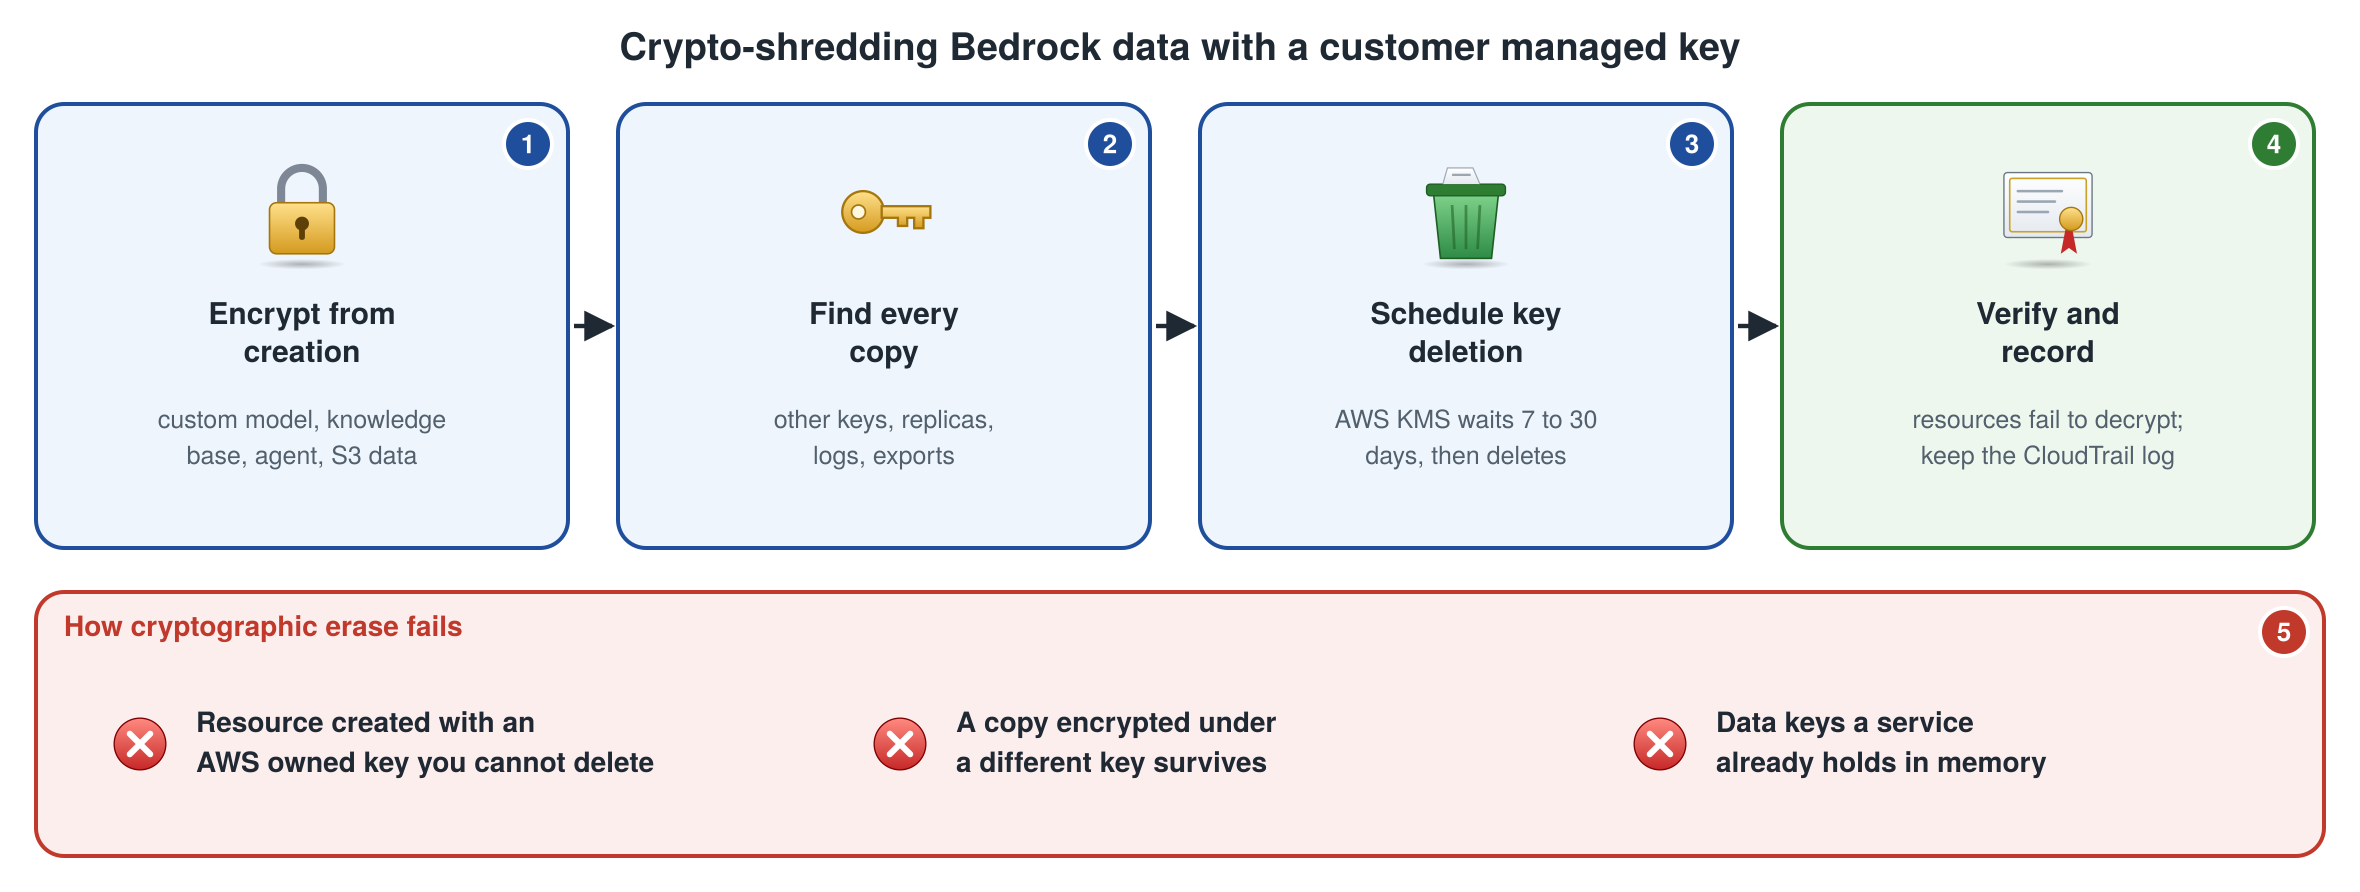 Crypto-shredding Bedrock data with a customer managed key
1
Encrypt from
creation
custom model, knowledge
base, agent, S3 data
2
Find every
copy
other keys, replicas,
logs, exports
3
Schedule key
deletion
AWS KMS waits 7 to 30
days, then deletes
4
Verify and
record
resources fail to decrypt;
keep the CloudTrail log
How cryptographic erase fails
5
Resource created with an
AWS owned key you cannot delete
A copy encrypted under
a different key survives
Data keys a service
already holds in memory